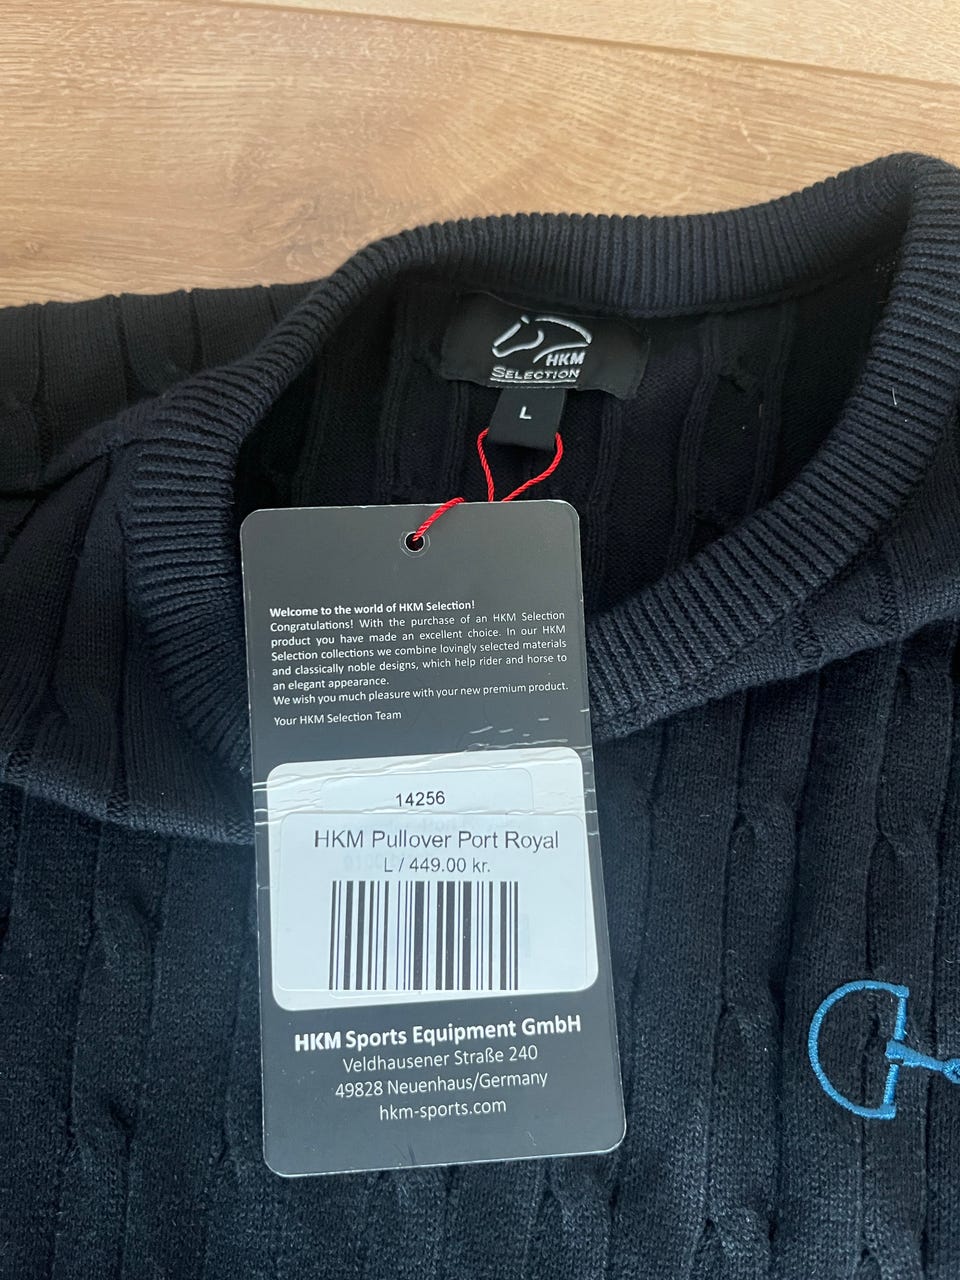 HKM
SELECTION
L
Welcome to the world of HKM Selection!
Congratulations! With the purchase of an HKM Selection
product you have made an excellent choice. In our HKM
Selection collections we combine lovingly selected materials
and classically noble designs, which help rider and horse to
an elegant appearance.
We wish you much pleasure with your new premium product.
Your HKM Selection Team
14256
HKM Pullover Port Royal
L / 449.00 kr.
HKM Sports Equipment GmbH
Veldhausener Straße 240
49828 Neuenhaus/Germany
hkm-sports.com